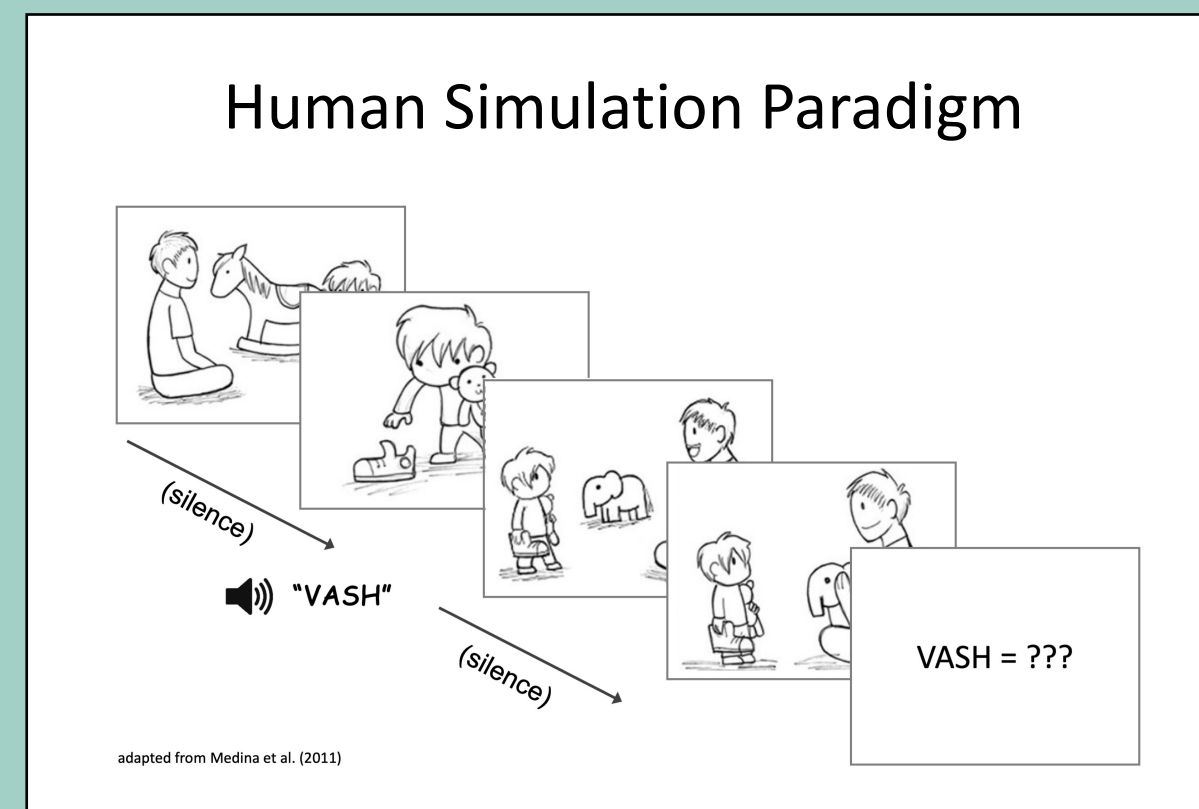 Human Simulation Paradigm
(silence)
"VASH"
(silence)
VASH = ???
adapted from Medina et al. (2011)